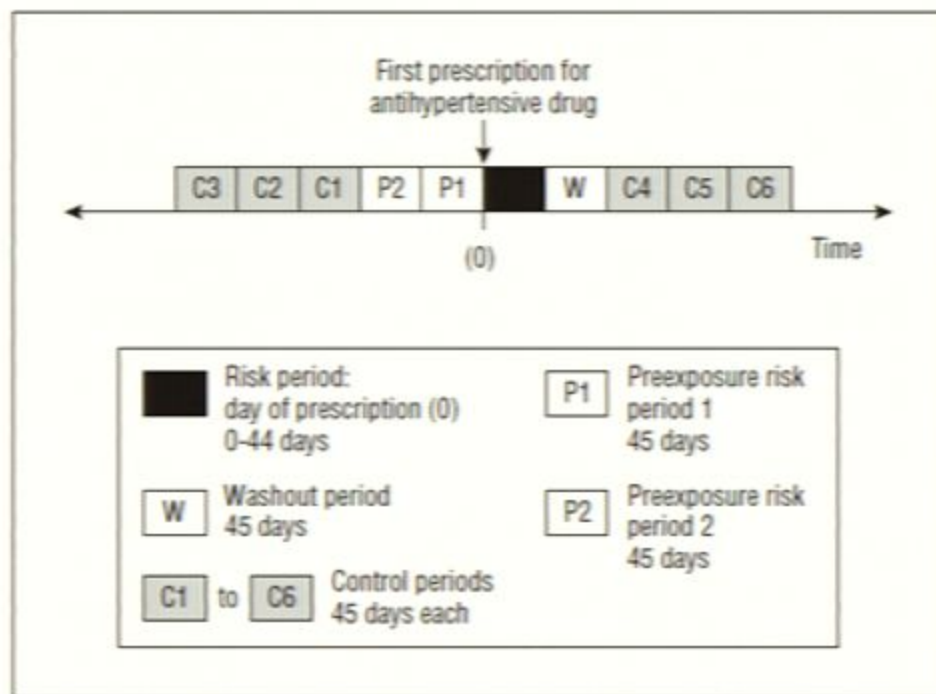 First prescription for
antihypertensive drug
C3 C2 C1 P2 P1 W C4 C5 C6
(0)
Time
Risk period:
day of prescription (0)
0-44 days
P1 Preexposure risk
period 1
45 days
W Washout period
45 days
P2 Preexposure risk
period 2
45 days
C1 to C6 Control periods
45 days each